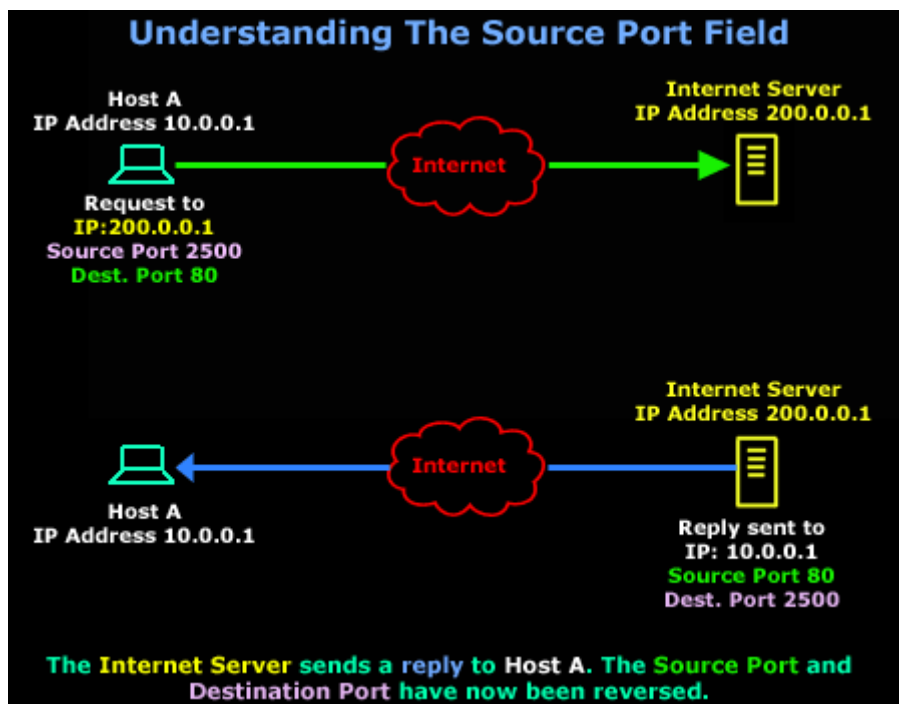 Understanding The Source Port Field
Host A
IP Address 10.0.0.1
Internet Server
IP Address 200.0.0.1
Internet
Request to
IP:200.0.0.1
Source Port 2500
Dest. Port 80
Internet Server
IP Address 200.0.0.1
Internet
Host A
IP Address 10.0.0.1
Reply sent to
IP: 10.0.0.1
Source Port 80
Dest. Port 2500
The Internet Server sends a reply to Host A. The Source Port and
Destination Port have now been reversed.